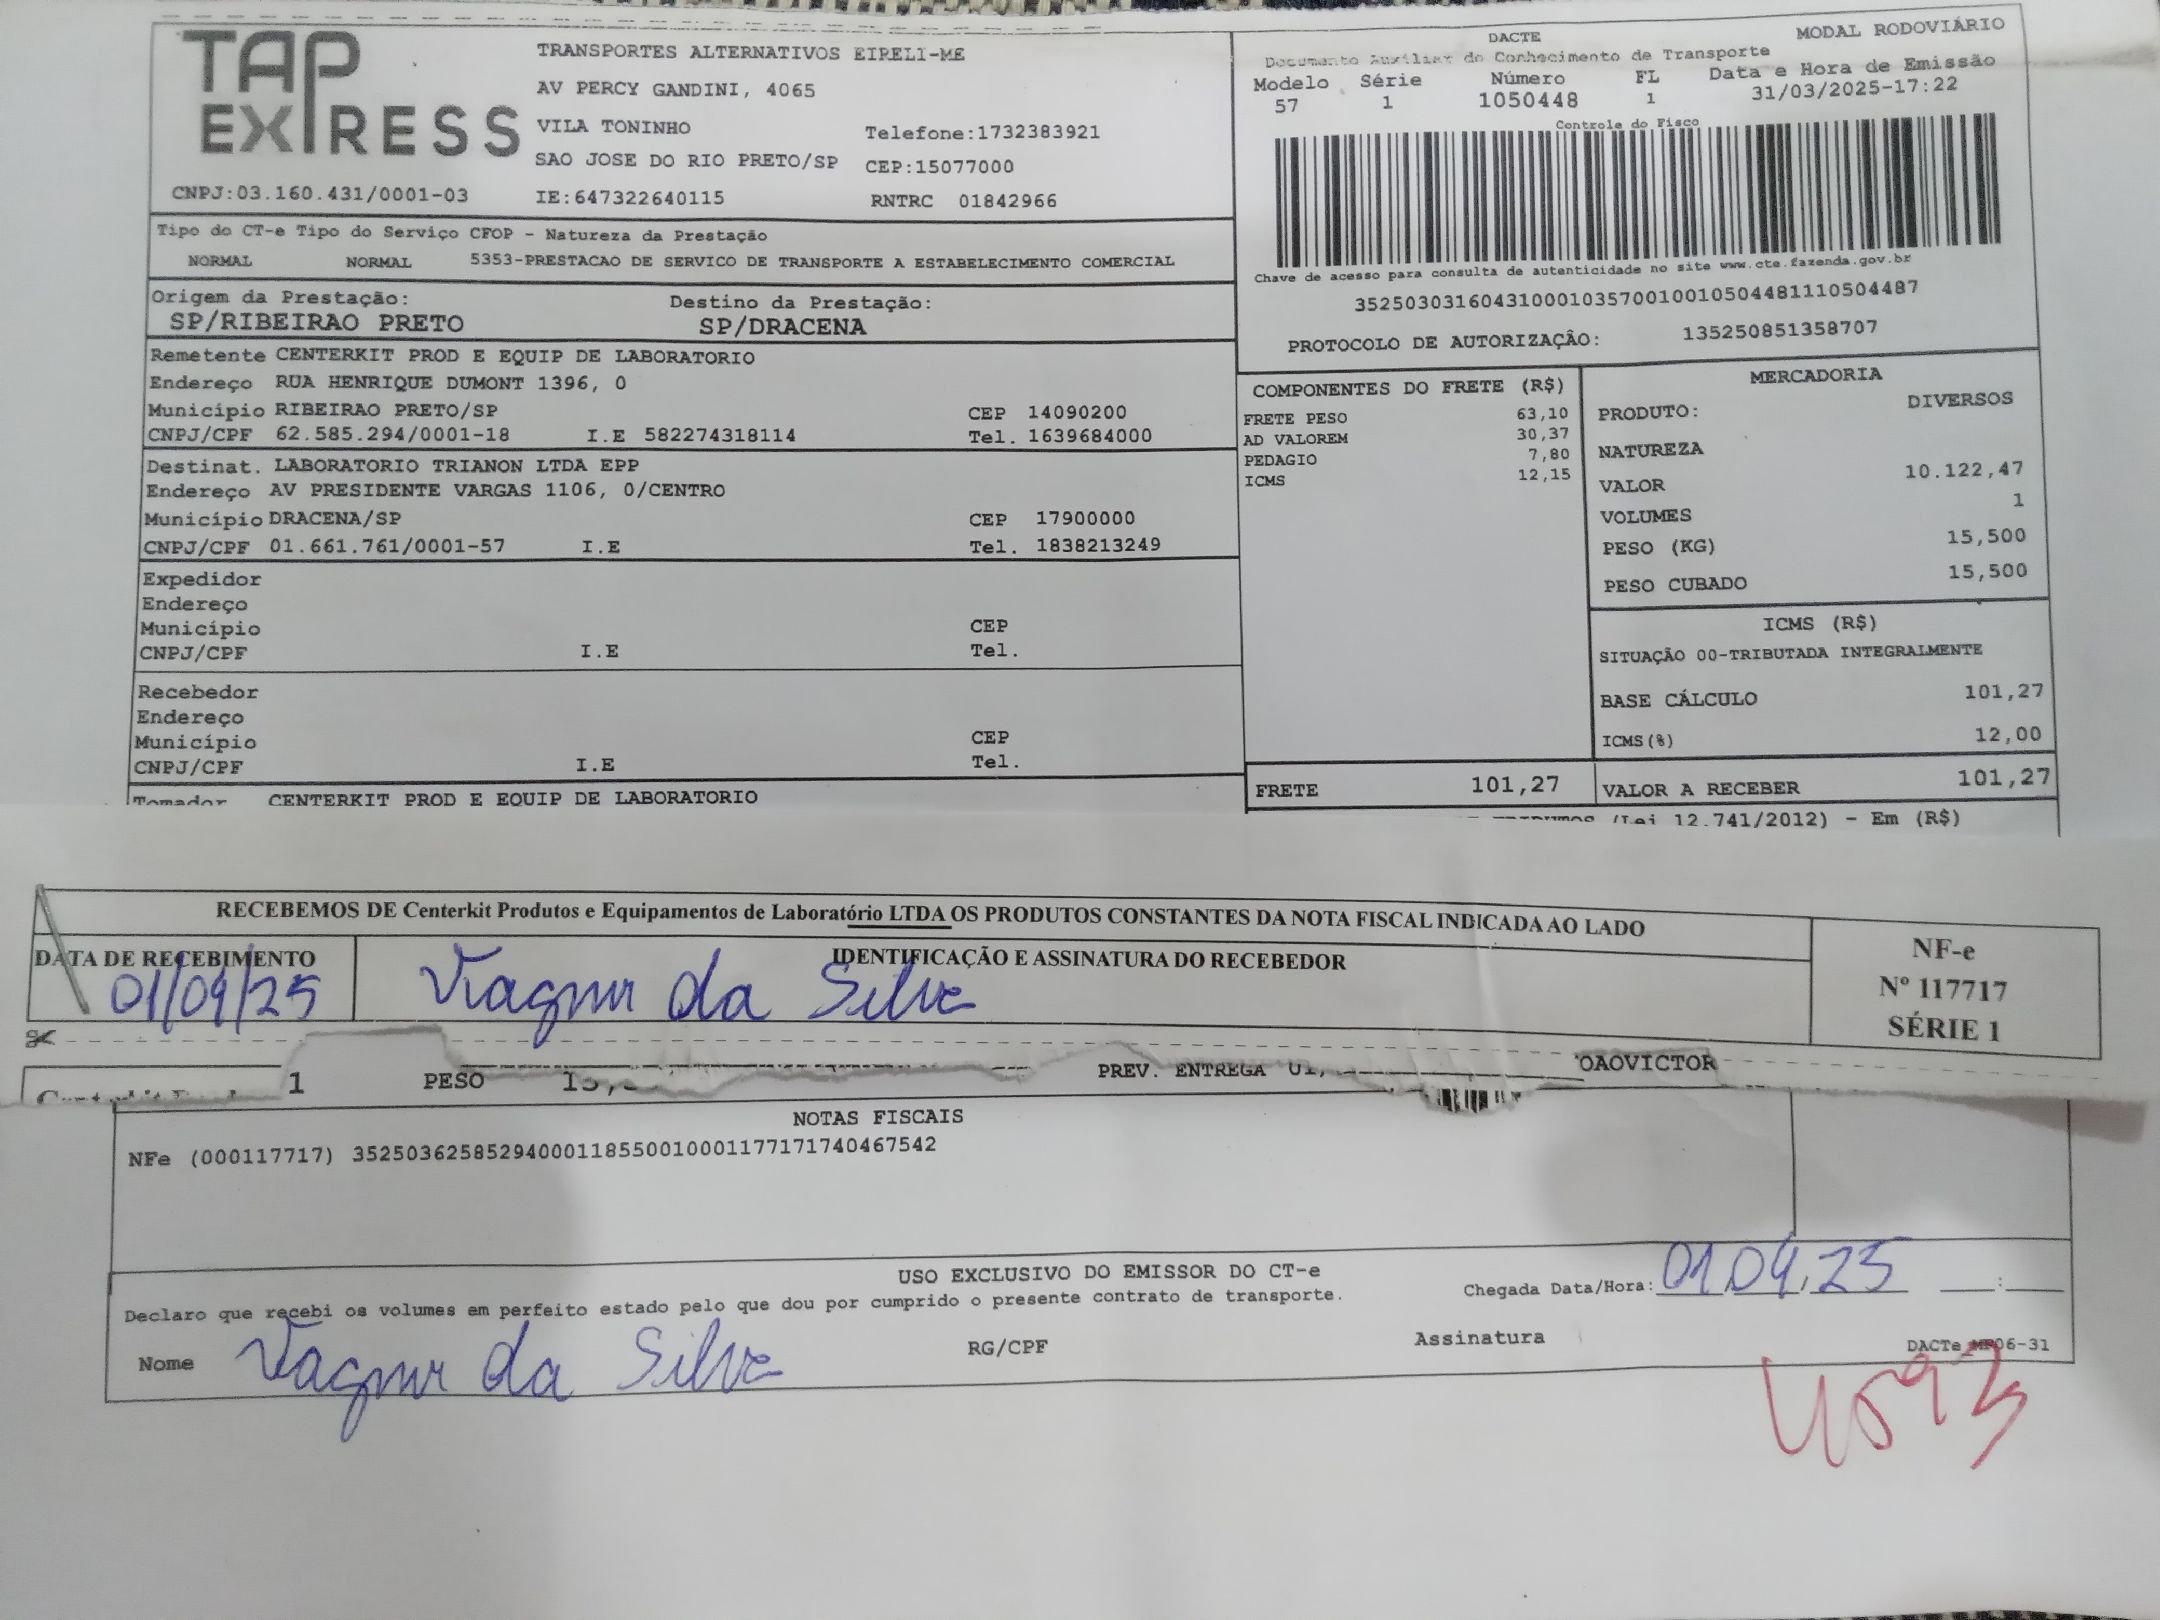 TAP EXPRESS
TRANSPORTES ALTERNATIVOS EIRELI-ME
AV PERCY GANDINI, 4065
VILA TONINHO Telefone:1732383921
SAO JOSE DO RIO PRETO/SP CEP:15077000
CNPJ:03.160.431/0001-03 IE:647322640115 RNTRC 01842966
DACTE MODAL RODOVIÁRIO
Documento Auxiliar do Conhecimento de Transporte
Modelo Série Número FL Data e Hora de Emissão
57 1 1050448 1 31/03/2025-17:22
Controle do Fisco
Chave de acesso para consulta de autenticidade no site www.cte.fazenda.gov.br
35250303160431000103570010010504481110504487
PROTOCOLO DE AUTORIZAÇÃO: 135250851358707
Tipo do CT-e Tipo do Serviço CFOP - Natureza da Prestação
NORMAL NORMAL 5353-PRESTACAO DE SERVICO DE TRANSPORTE A ESTABELECIMENTO COMERCIAL
Origem da Prestação: Destino da Prestação:
SP/RIBEIRAO PRETO SP/DRACENA
Remetente CENTERKIT PROD E EQUIP DE LABORATORIO
Endereço RUA HENRIQUE DUMONT 1396, 0
Município RIBEIRAO PRETO/SP CEP 14090200
CNPJ/CPF 62.585.294/0001-18 I.E 582274318114 Tel. 1639684000
Destinat. LABORATORIO TRIANON LTDA EPP
Endereço AV PRESIDENTE VARGAS 1106, 0/CENTRO
Município DRACENA/SP CEP 17900000
CNPJ/CPF 01.661.761/0001-57 I.E Tel. 1838213249
Expedidor
Endereço
Município CEP
CNPJ/CPF I.E Tel.
Recebedor
Endereço
Município CEP
CNPJ/CPF I.E Tel.
Tomador CENTERKIT PROD E EQUIP DE LABORATORIO
COMPONENTES DO FRETE (R$)
FRETE PESO 63,10
AD VALOREM 30,37
PEDAGIO 7,80
ICMS 12,15
MERCADORIA
PRODUTO: DIVERSOS
NATUREZA
VALOR 10.122,47
VOLUMES 1
PESO (KG) 15,500
PESO CUBADO 15,500
ICMS (R$)
SITUAÇÃO 00-TRIBUTADA INTEGRALMENTE
BASE CÁLCULO 101,27
ICMS(%) 12,00
FRETE 101,27 VALOR A RECEBER 101,27
(Lei 12.741/2012) - Em (R$)
RECEBEMOS DE Centerkit Produtos e Equipamentos de Laboratório LTDA OS PRODUTOS CONSTANTES DA NOTA FISCAL INDICADA AO LADO
DATA DE RECEBIMENTO IDENTIFICAÇÃO E ASSINATURA DO RECEBEDOR
01/04/25 Vagner da Silva
NF-e
Nº 117717
SÉRIE 1
1 PESO PREV. ENTREGA OAOVICTOR
NOTAS FISCAIS
NFe (000117717) 35250362585294000118550010001177171740467542
USO EXCLUSIVO DO EMISSOR DO CT-e
Chegada Data/Hora: 01,04,25 :
Declaro que recebi os volumes em perfeito estado pelo que dou por cumprido o presente contrato de transporte.
Nome Vagner da Silva RG/CPF Assinatura